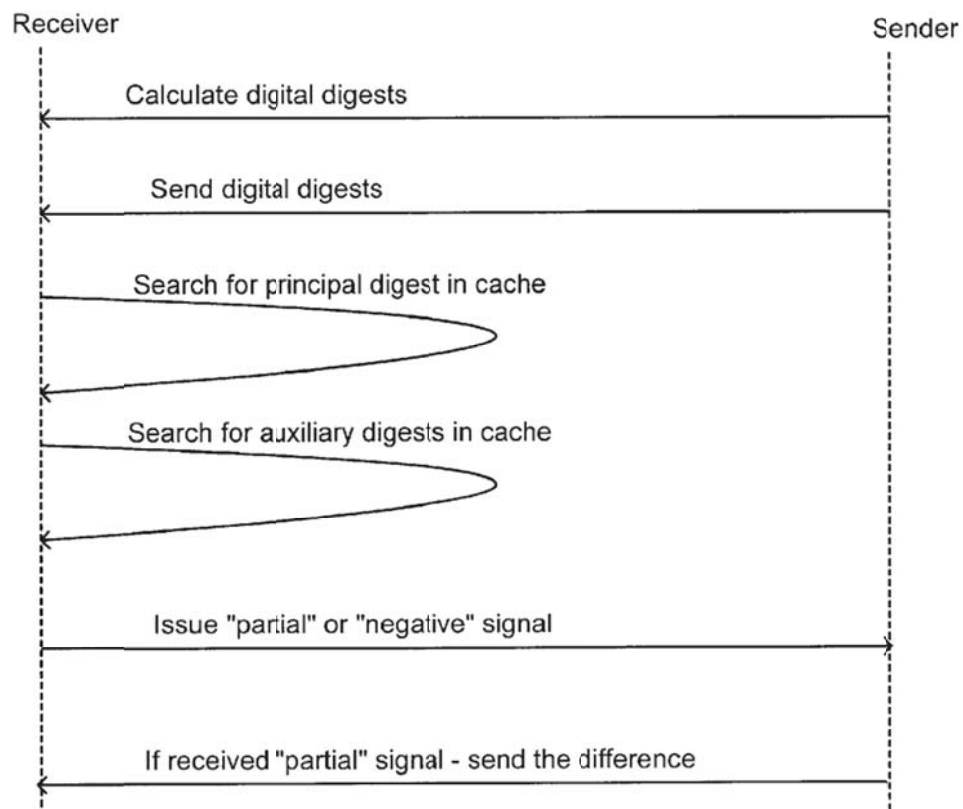 Receiver
Sender
Calculate digital digests
Send digital digests
Search for principal digest in cache
Search for auxiliary digests in cache
Issue "partial" or "negative" signal
If received "partial" signal - send the difference